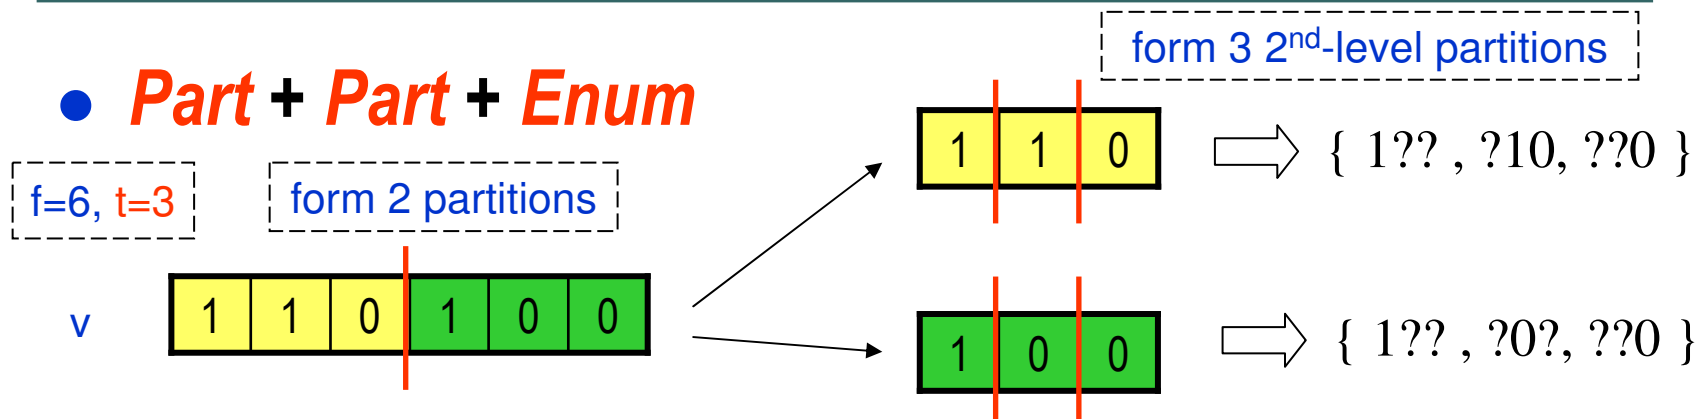 form 3 2nd-level partitions
● Part + Part + Enum
1 1 0
{ 1?? , ?10, ??0 }
f=6, t=3
form 2 partitions
v
1 1 0 1 0 0
1 0 0
{ 1?? , ?0?, ??0 }